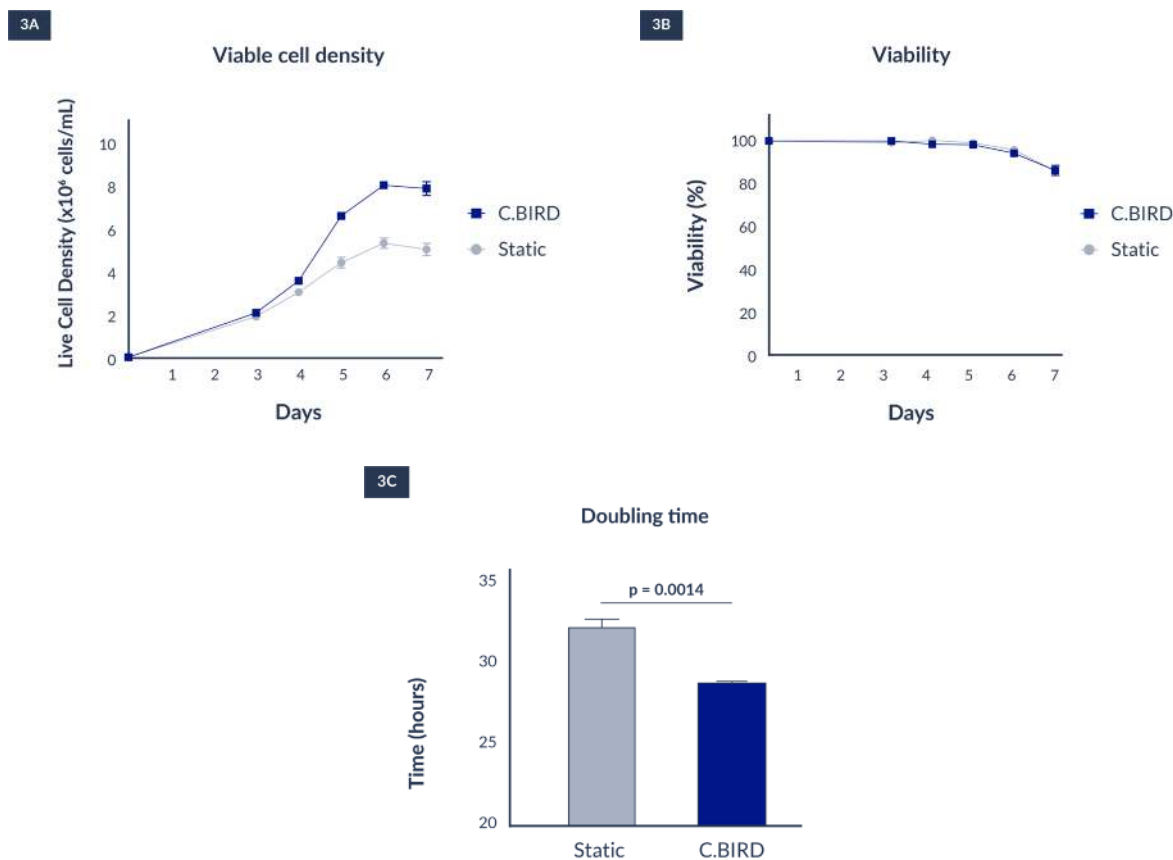 3A
Viable cell density
Live Cell Density (x10⁶ cells/mL)
10
8
6
4
2
0
1 2 3 4 5 6 7
Days
C.BIRD
Static
3B
Viability
Viability (%)
100
80
60
40
20
0
1 2 3 4 5 6 7
Days
C.BIRD
Static
3C
Doubling time
Time (hours)
35
30
25
20
p = 0.0014
Static C.BIRD